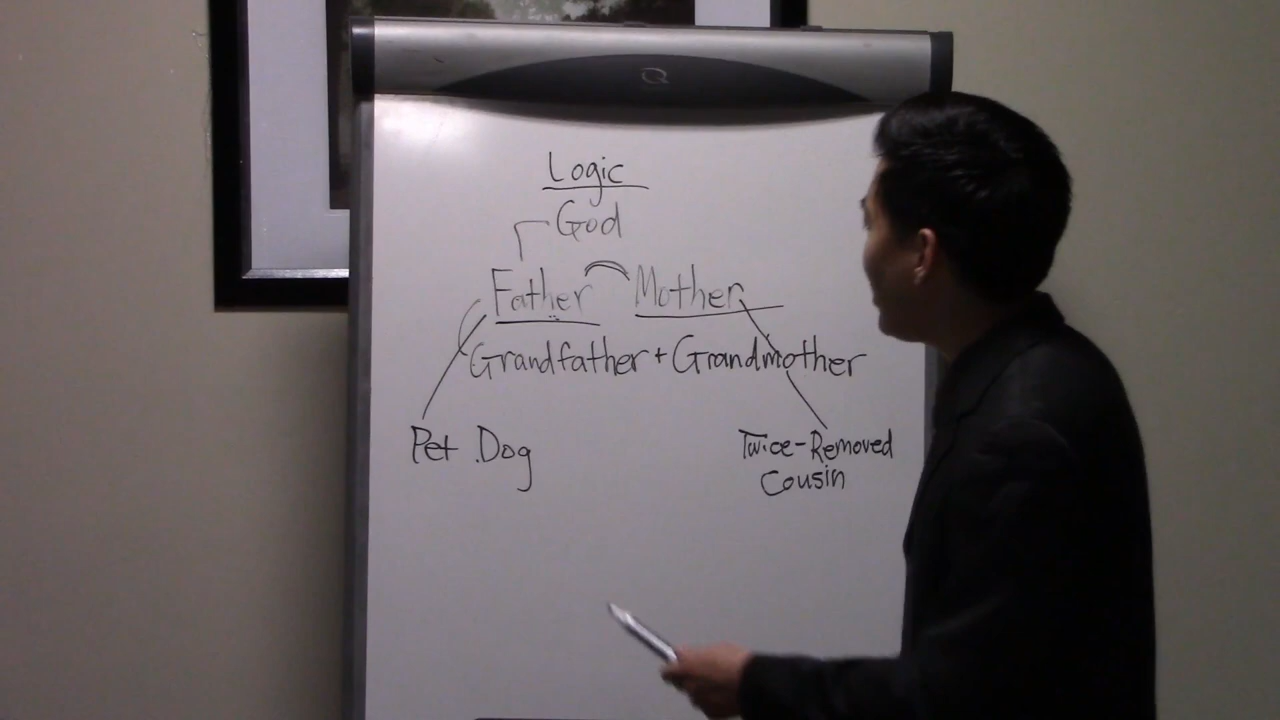 Logic
God
Father Mother
Grandfather + Grandmother
Pet Dog
Twice-Removed
Cousin